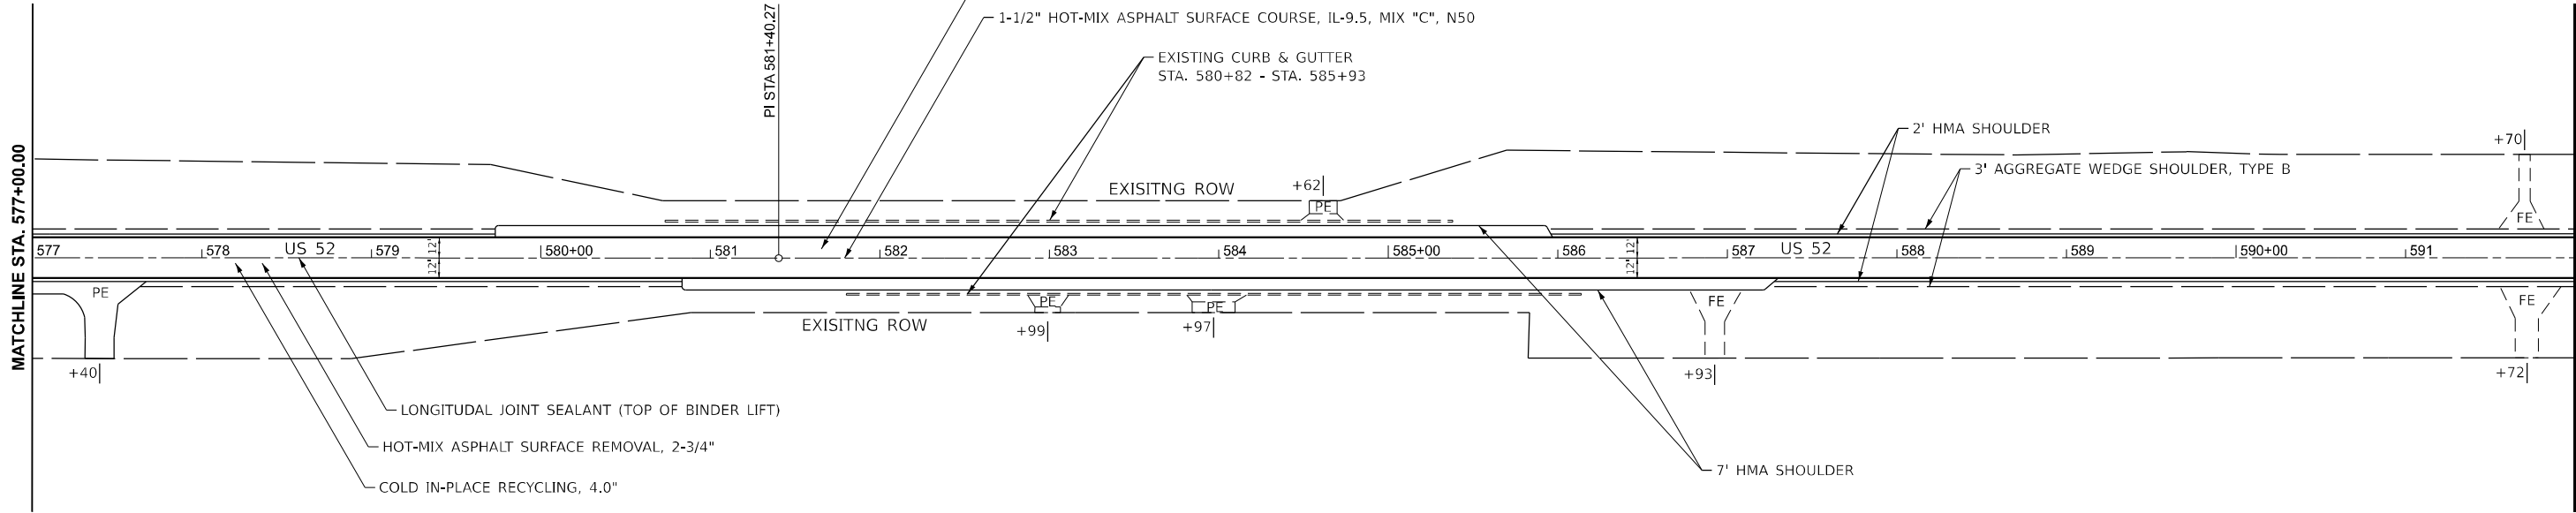 1-1/2" HOT-MIX ASPHALT SURFACE COURSE, IL-9.5, MIX "C", N50
PI STA 581+40.27
EXISTING CURB & GUTTER
STA. 580+82 - STA. 585+93
2' HMA SHOULDER
+70
3' AGGREGATE WEDGE SHOULDER, TYPE B
MATCHLINE STA. 577+00.00
EXISITNG ROW
+62
PE
FE
577
578
US 52
579
12'
12'
580+00
581
582
583
584
585+00
586
12'
12'
587
US 52
588
589
590+00
591
PE
PE
PE
FE
FE
EXISITNG ROW
+99
+97
+40
+93
+72
LONGITUDAL JOINT SEALANT (TOP OF BINDER LIFT)
HOT-MIX ASPHALT SURFACE REMOVAL, 2-3/4"
7' HMA SHOULDER
COLD IN-PLACE RECYCLING, 4.0"